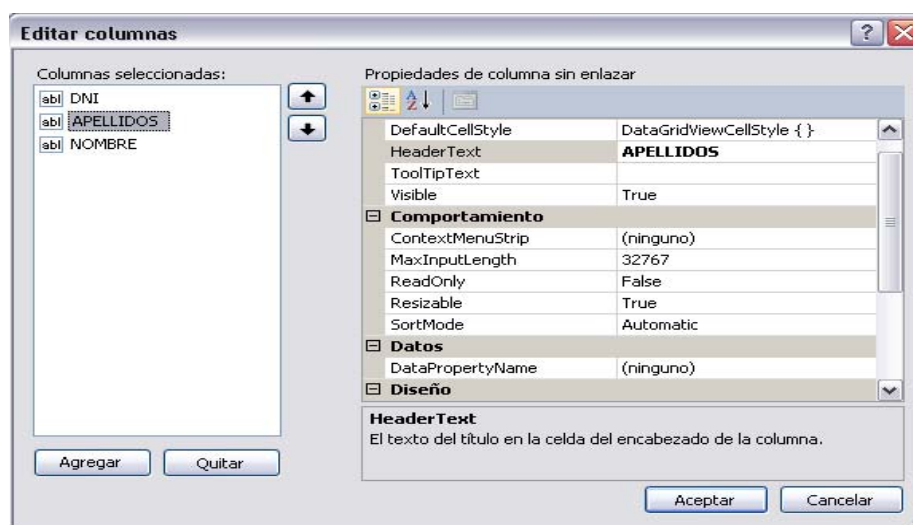 Editar columnas
Columnas seleccionadas:
abl DNI
abl APELLIDOS
abl NOMBRE
Agregar
Quitar
Propiedades de columna sin enlazar
DefaultCellStyle DataGridViewCellStyle { }
HeaderText APELLIDOS
ToolTipText
Visible True
Comportamiento
ContextMenuStrip (ninguno)
MaxInputLength 32767
ReadOnly False
Resizable True
SortMode Automatic
Datos
DataPropertyName (ninguno)
Diseño
HeaderText
El texto del título en la celda del encabezado de la columna.
Aceptar
Cancelar